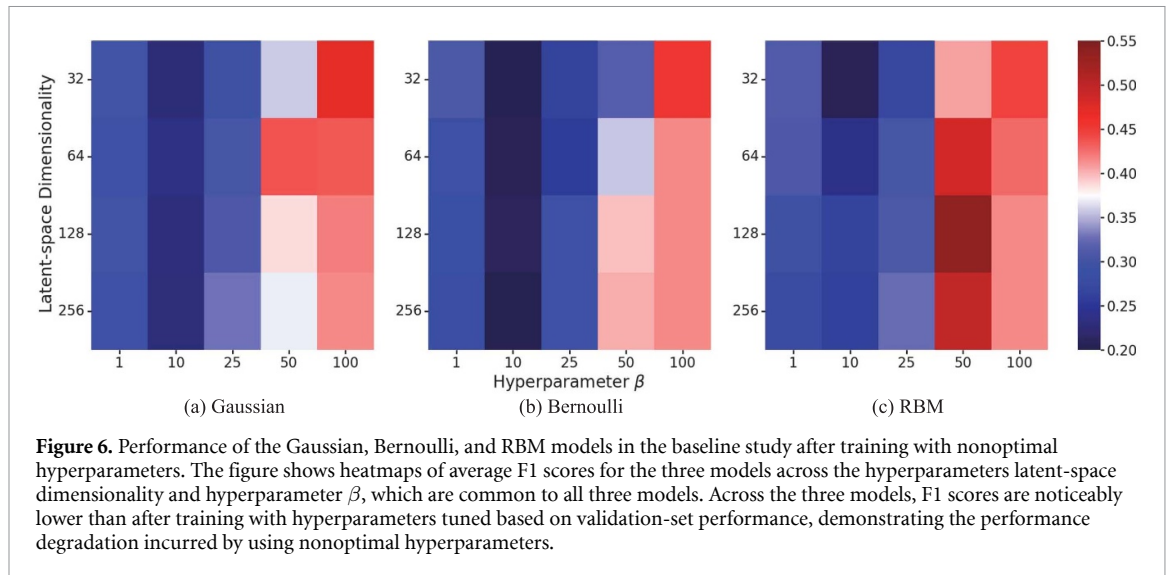 Latent-space Dimensionality
32
64
128
256
1 10 25 50 100
(a) Gaussian
32
64
128
256
1 10 25 50 100
Hyperparameter β
(b) Bernoulli
32
64
128
256
1 10 25 50 100
(c) RBM
0.55
0.50
0.45
0.40
0.35
0.30
0.25
0.20
Figure 6. Performance of the Gaussian, Bernoulli, and RBM models in the baseline study after training with nonoptimal
hyperparameters. The figure shows heatmaps of average F1 scores for the three models across the hyperparameters latent-space
dimensionality and hyperparameter β, which are common to all three models. Across the three models, F1 scores are noticeably
lower than after training with hyperparameters tuned based on validation-set performance, demonstrating the performance
degradation incurred by using nonoptimal hyperparameters.